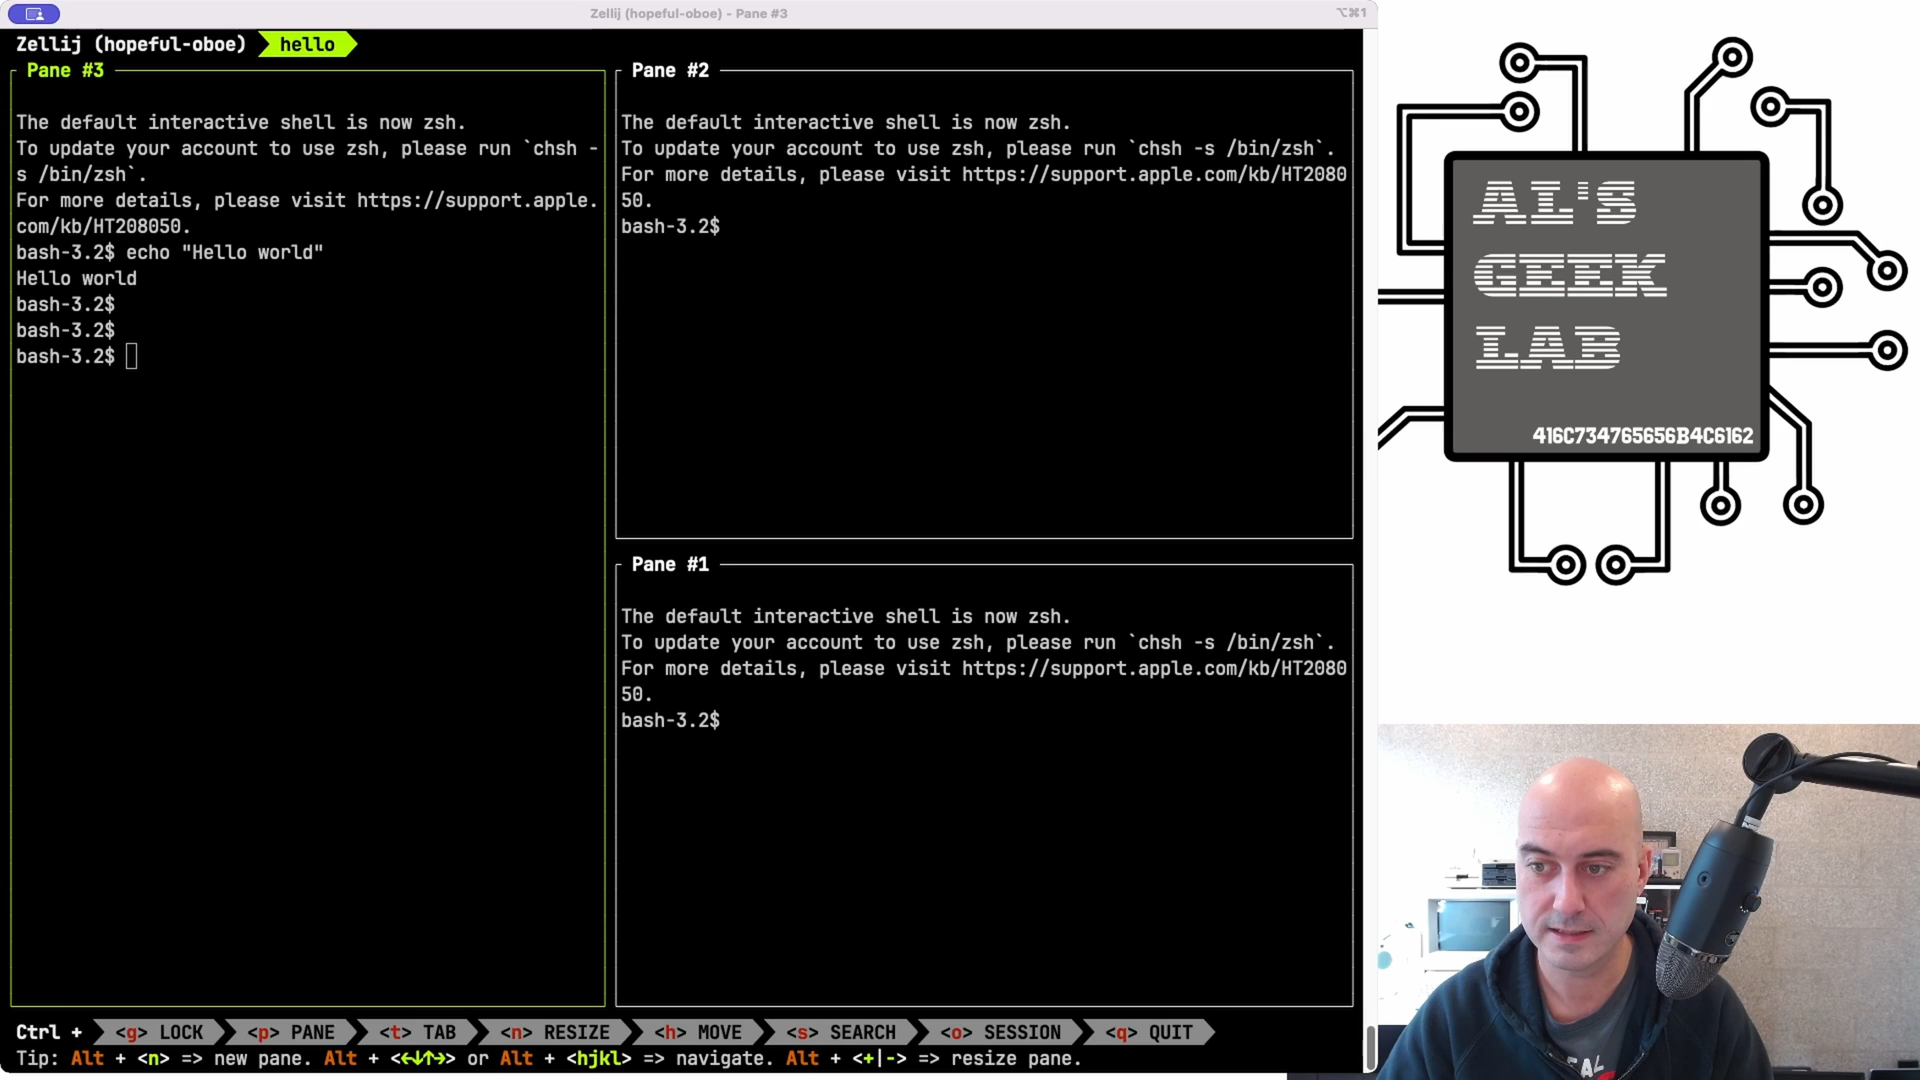 Zellij (hopeful-oboe) - Pane #3
⌥⌘1
Zellij (hopeful-oboe) hello
Pane #3
The default interactive shell is now zsh.
To update your account to use zsh, please run `chsh -
s /bin/zsh`.
For more details, please visit https://support.apple.
com/kb/HT208050.
bash-3.2$ echo "Hello world"
Hello world
bash-3.2$
bash-3.2$
bash-3.2$
Pane #2
The default interactive shell is now zsh.
To update your account to use zsh, please run `chsh -s /bin/zsh`.
For more details, please visit https://support.apple.com/kb/HT2080
50.
bash-3.2$
Pane #1
The default interactive shell is now zsh.
To update your account to use zsh, please run `chsh -s /bin/zsh`.
For more details, please visit https://support.apple.com/kb/HT2080
50.
bash-3.2$
Ctrl + <g> LOCK <p> PANE <t> TAB <n> RESIZE <h> MOVE <s> SEARCH <o> SESSION <q> QUIT
Tip: Alt + <n> => new pane. Alt + <←↓↑→> or Alt + <hjkl> => navigate. Alt + <+|-> => resize pane.
AL'S
GEEK
LAB
416C734765656B4C6162